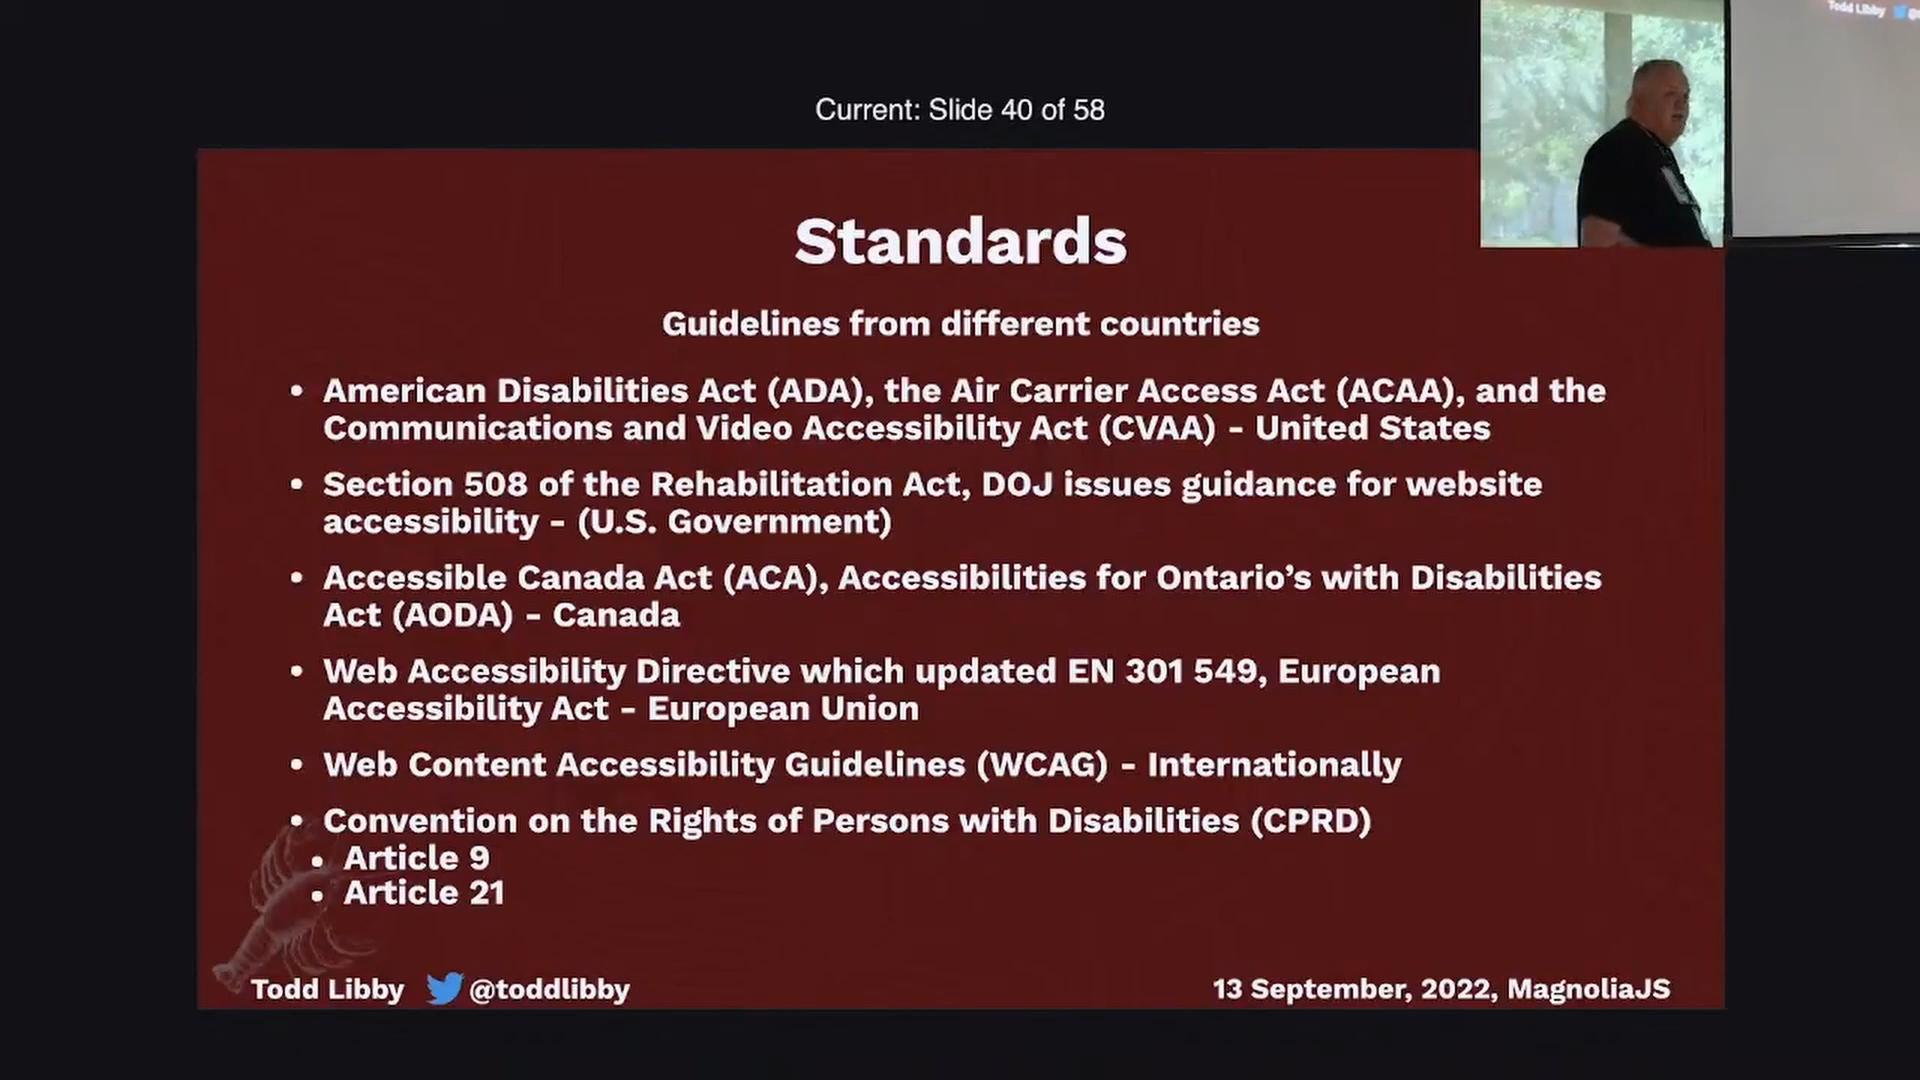 Todd Libby
Current: Slide 40 of 58
Standards
Guidelines from different countries
• American Disabilities Act (ADA), the Air Carrier Access Act (ACAA), and the
Communications and Video Accessibility Act (CVAA) - United States
• Section 508 of the Rehabilitation Act, DOJ issues guidance for website
accessibility - (U.S. Government)
• Accessible Canada Act (ACA), Accessibilities for Ontario’s with Disabilities
Act (AODA) - Canada
• Web Accessibility Directive which updated EN 301 549, European
Accessibility Act - European Union
• Web Content Accessibility Guidelines (WCAG) - Internationally
• Convention on the Rights of Persons with Disabilities (CPRD)
• Article 9
• Article 21
Todd Libby @toddlibby
13 September, 2022, MagnoliaJS